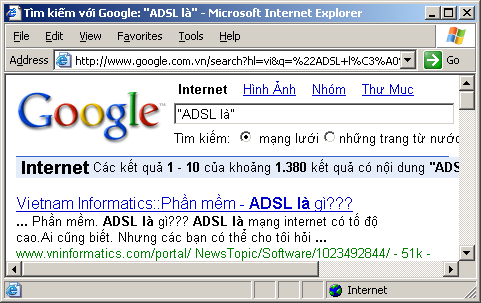 Tìm kiếm với Google: "ADSL là" - Microsoft Internet Explorer
File Edit View Favorites Tools Help
Address http://www.google.com.vn/search?hl=vi&q=%22ADSL+l%C3%A0 Go
Internet Hình Ảnh Nhóm Thư Mục
Google™
"ADSL là"
Tìm kiếm: mạng lưới những trang từ nước
Internet Các kết quả 1 - 10 của khoảng 1.380 kết quả có nội dung "ADS
Vietnam Informatics::Phần mềm - ADSL là gì???
... Phần mềm. ADSL là gì??? ADSL là mạng internet có tố độ
cao.Ai cũng biết. Nhưng các bạn có thể cho tôi hỏi ...
www.vninformatics.com/portal/ NewsTopic/Software/1023492844/ - 51k -
Internet